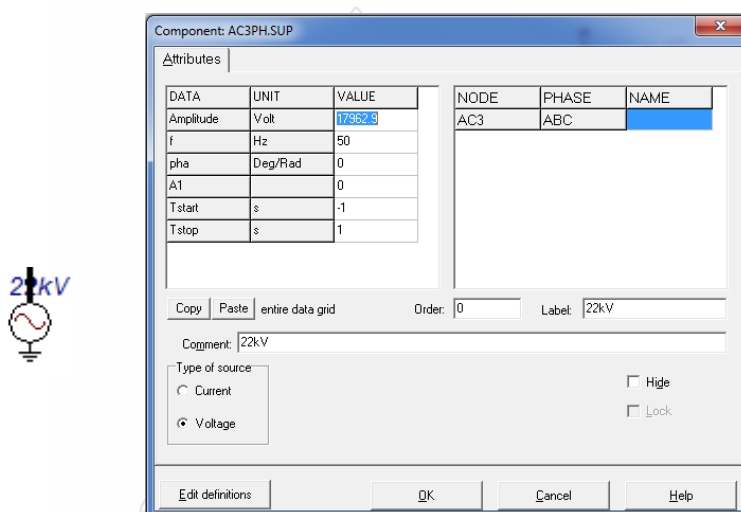 Component: AC3PH.SUP
Attributes
DATA UNIT VALUE
Amplitude Volt 17962.9
f Hz 50
pha Deg/Rad 0
A1 0
Tstart s -1
Tstop s 1
NODE PHASE NAME
AC3 ABC
22kV
Copy Paste entire data grid Order: 0 Label: 22kV
Comment: 22kV
Type of source
Current
Voltage
Hide
Lock
Edit definitions OK Cancel Help